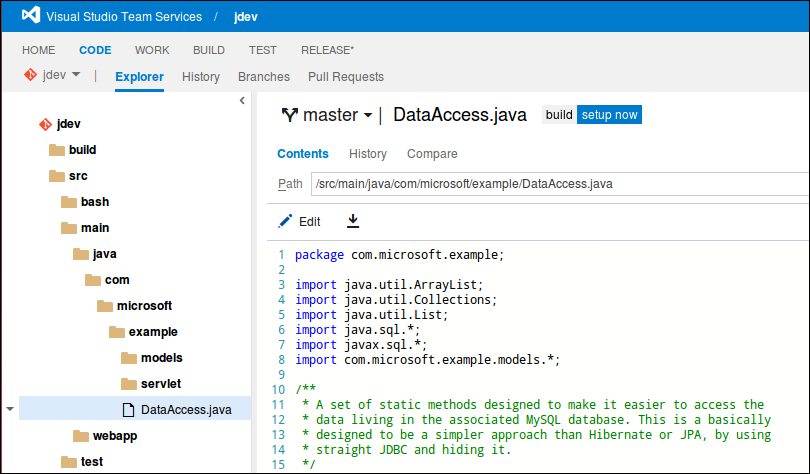 Visual Studio Team Services / jdev
HOME CODE WORK BUILD TEST RELEASE*
jdev | Explorer History Branches Pull Requests
jdev
build
src
bash
main
java
com
microsoft
example
models
servlet
DataAccess.java
webapp
test
master | DataAccess.java build setup now
Contents History Compare
Path /src/main/java/com/microsoft/example/DataAccess.java
Edit
1 package com.microsoft.example;
2
3 import java.util.ArrayList;
4 import java.util.Collections;
5 import java.util.List;
6 import java.sql.*;
7 import javax.sql.*;
8 import com.microsoft.example.models.*;
9
10 /**
11 * A set of static methods designed to make it easier to access the
12 * data living in the associated MySQL database. This is a basically
13 * designed to be a simpler approach than Hibernate or JPA, by using
14 * straight JDBC and hiding it.
15 */